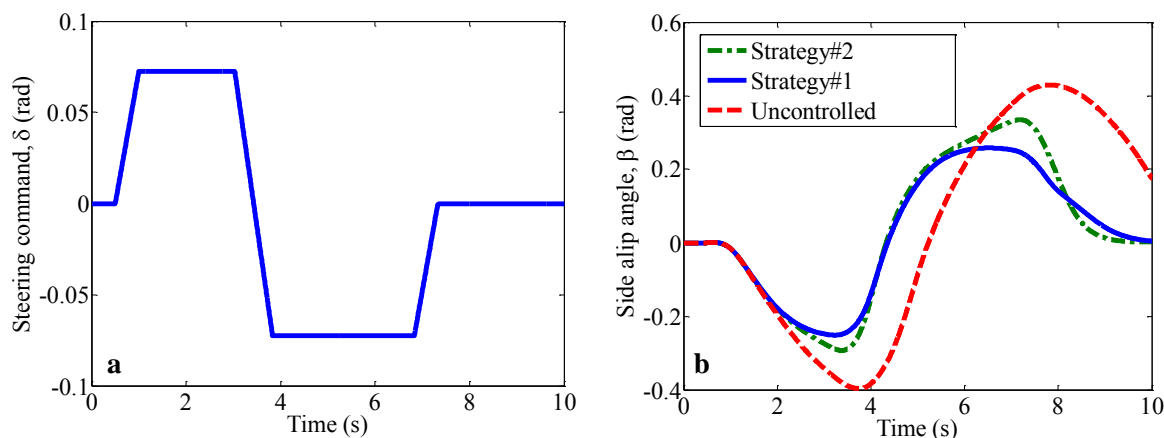 0.1
0.05
0
-0.05
-0.1
Steering command, δ (rad)
a
0 2 4 6 8 10
Time (s)
0.6
0.4
0.2
0
-0.2
-0.4
Side alip angle, β (rad)
Strategy#2
Strategy#1
Uncontrolled
b
0 2 4 6 8 10
Time (s)